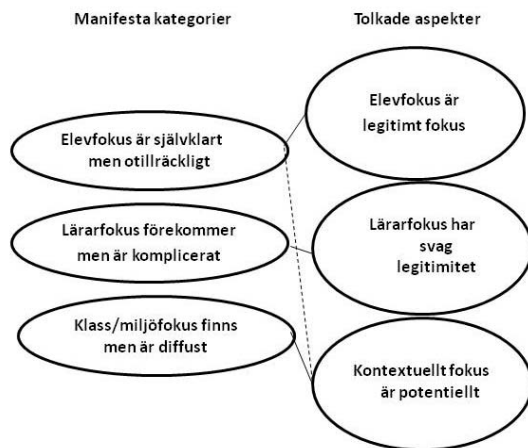 Manifesta kategorier
Tolkade aspekter
Elevfokus är självklart
men otillräckligt
Lärarfokus förekommer
men är komplicerat
Klass/miljöfokus finns
men är diffust
Elevfokus är
legitimt fokus
Lärarfokus har
svag
legitimitet
Kontextuellt fokus
är potentiellt